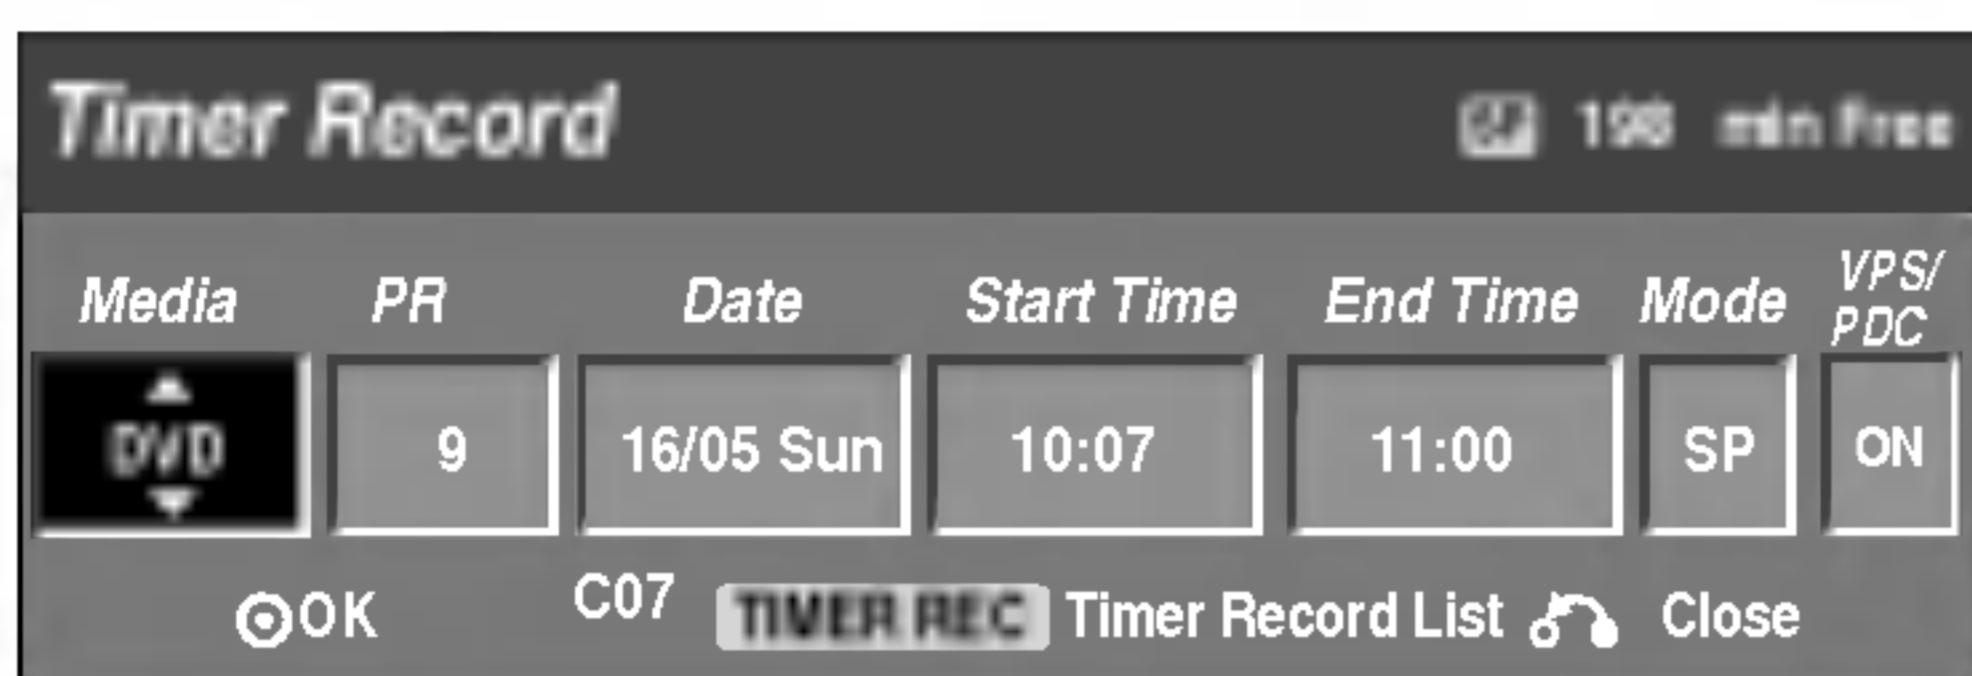 Timer Record 198 min Free
Media PR Date Start Time End Time Mode VPS/
PDC
DVD 9 16/05 Sun 10:07 11:00 SP ON
OK C07 TIMER REC Timer Record List Close